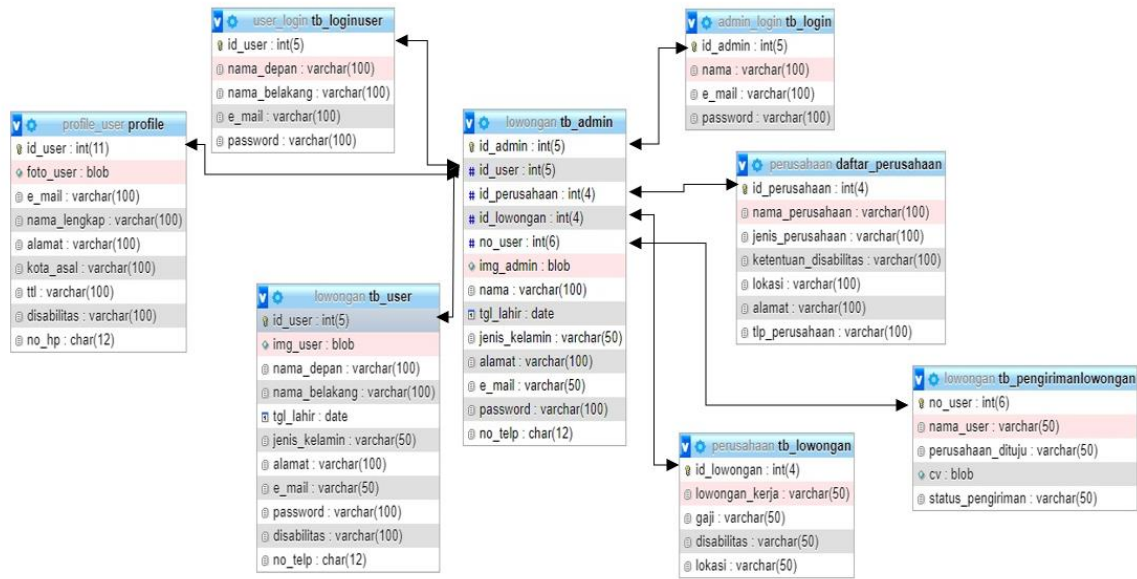 user_login tb_loginuser
id_user : int(5)
nama_depan : varchar(100)
nama_belakang : varchar(100)
e_mail : varchar(100)
password : varchar(100)
admin_login tb_login
id_admin : int(5)
nama : varchar(100)
e_mail : varchar(100)
password : varchar(100)
profile_user profile
id_user : int(11)
foto_user : blob
e_mail : varchar(100)
nama_lengkap : varchar(100)
alamat : varchar(100)
kota_asal : varchar(100)
ttl : varchar(100)
disabilitas : varchar(100)
no_hp : char(12)
lowongan tb_admin
id_admin : int(5)
id_user : int(5)
id_perusahaan : int(4)
id_lowongan : int(4)
no_user : int(6)
img_admin : blob
nama : varchar(100)
tgl_lahir : date
jenis_kelamin : varchar(50)
alamat : varchar(100)
e_mail : varchar(50)
password : varchar(100)
no_telp : char(12)
perusahaan daftar_perusahaan
id_perusahaan : int(4)
nama_perusahaan : varchar(100)
jenis_perusahaan : varchar(100)
ketentuan_disabilitas : varchar(100)
lokasi : varchar(100)
alamat : varchar(100)
tlp_perusahaan : varchar(100)
lowongan tb_user
id_user : int(5)
img_user : blob
nama_depan : varchar(100)
nama_belakang : varchar(100)
tgl_lahir : date
jenis_kelamin : varchar(50)
alamat : varchar(100)
e_mail : varchar(50)
password : varchar(100)
disabilitas : varchar(100)
no_telp : char(12)
lowongan tb_pengirimanlowongan
no_user : int(6)
nama_user : varchar(50)
perusahaan_dituju : varchar(50)
cv : blob
status_pengiriman : varchar(50)
perusahaan tb_lowongan
id_lowongan : int(4)
lowongan_kerja : varchar(50)
gaji : varchar(50)
disabilitas : varchar(50)
lokasi : varchar(50)